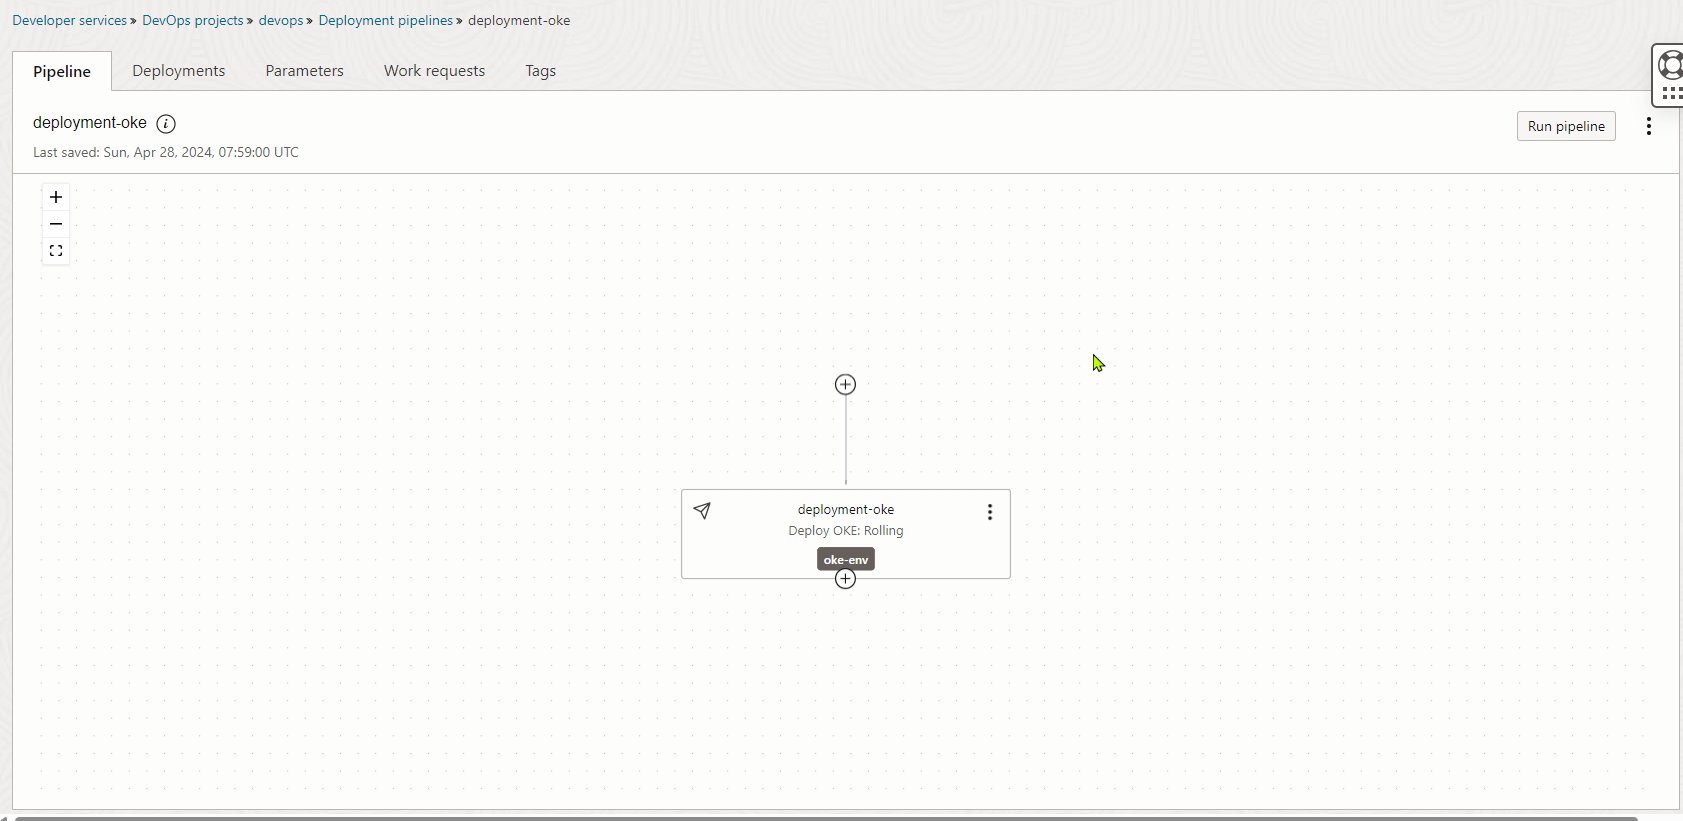 Developer services » DevOps projects » devops » Deployment pipelines » deployment-oke
Pipeline Deployments Parameters Work requests Tags
deployment-oke i
Run pipeline
Last saved: Sun, Apr 28, 2024, 07:59:00 UTC
deployment-oke
Deploy OKE: Rolling
oke-env